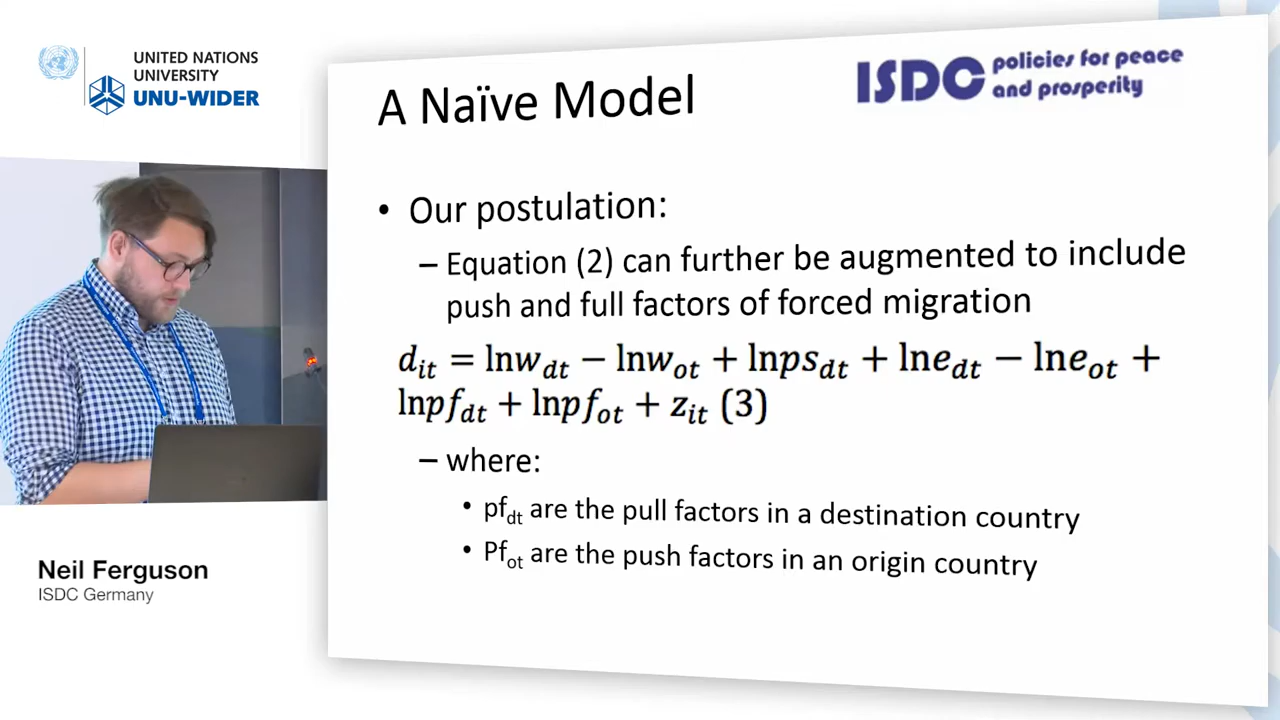 UNITED NATIONS
UNIVERSITY
UNU-WIDER
ISDC policies for peace
and prosperity
A Naïve Model
• Our postulation:
– Equation (2) can further be augmented to include
push and full factors of forced migration
d_it = lnw_dt − lnw_ot + lnps_dt + lne_dt − lne_ot +
lnpf_dt + lnpf_ot + z_it (3)
– where:
• pf_dt are the pull factors in a destination country
• Pf_ot are the push factors in an origin country
Neil Ferguson
ISDC Germany